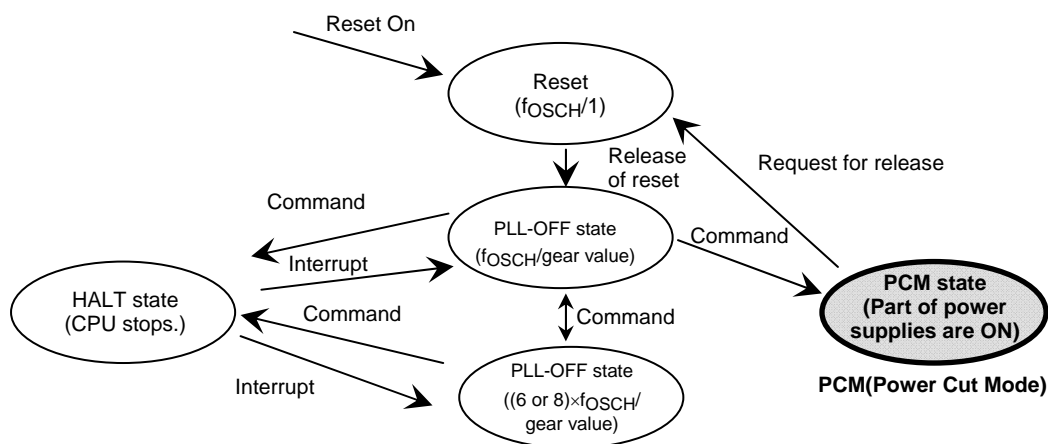 Reset On
Reset
(fOSCH/1)
Release
of reset
Request for release
Command
PLL-OFF state
(fOSCH/gear value)
Command
Interrupt
HALT state
(CPU stops.)
Command
Command
PCM state
(Part of power
supplies are ON)
Interrupt
PLL-OFF state
((6 or 8)×fOSCH/
gear value)
PCM(Power Cut Mode)